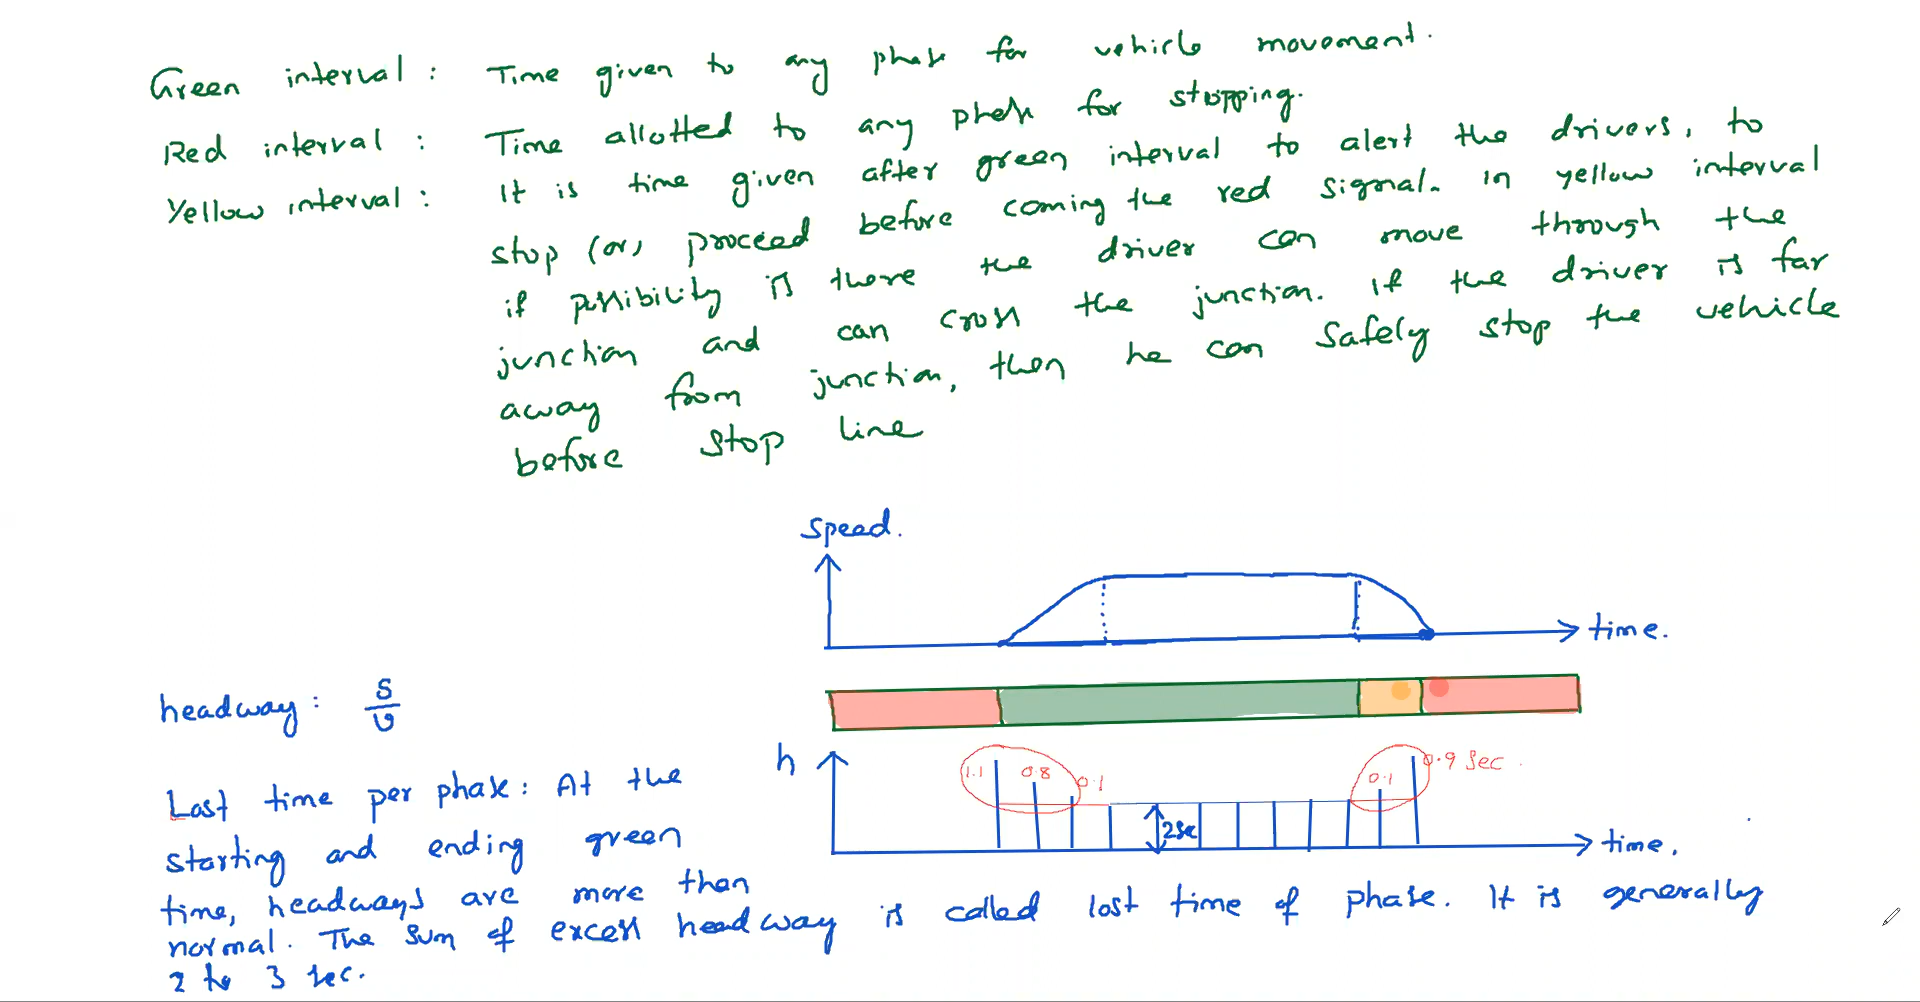 Green interval : Time given to any phase for vehicle movement.
Red interval : Time allotted to any phase for stopping.
Yellow interval : It is time given after green interval to alert the drivers, to
stop (or) proceed before coming the red signal. in yellow interval
if possibility is there the driver can move through the
junction and can cross the junction. if the driver is far
away from junction, then he can safely stop the vehicle
before stop line
speed.
time.
headway : S/v
h
1.1 0.8 0.1
0.1 0.9 sec.
2sec
time.
Lost time per phase : At the
starting and ending green
time, headways are more than
normal. The sum of excess headway is called lost time of phase. It is generally
2 to 3 sec.